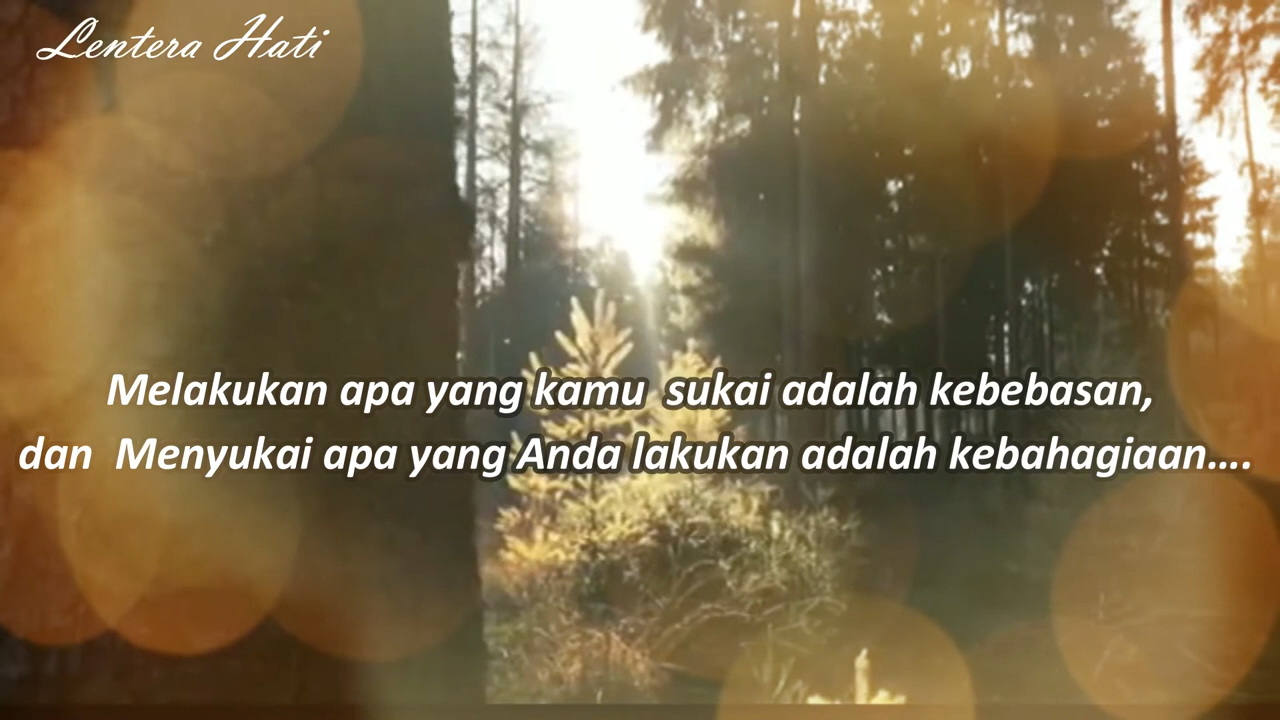 Lentera Hati
Melakukan apa yang kamu sukai adalah kebebasan,
dan Menyukai apa yang Anda lakukan adalah kebahagiaan....